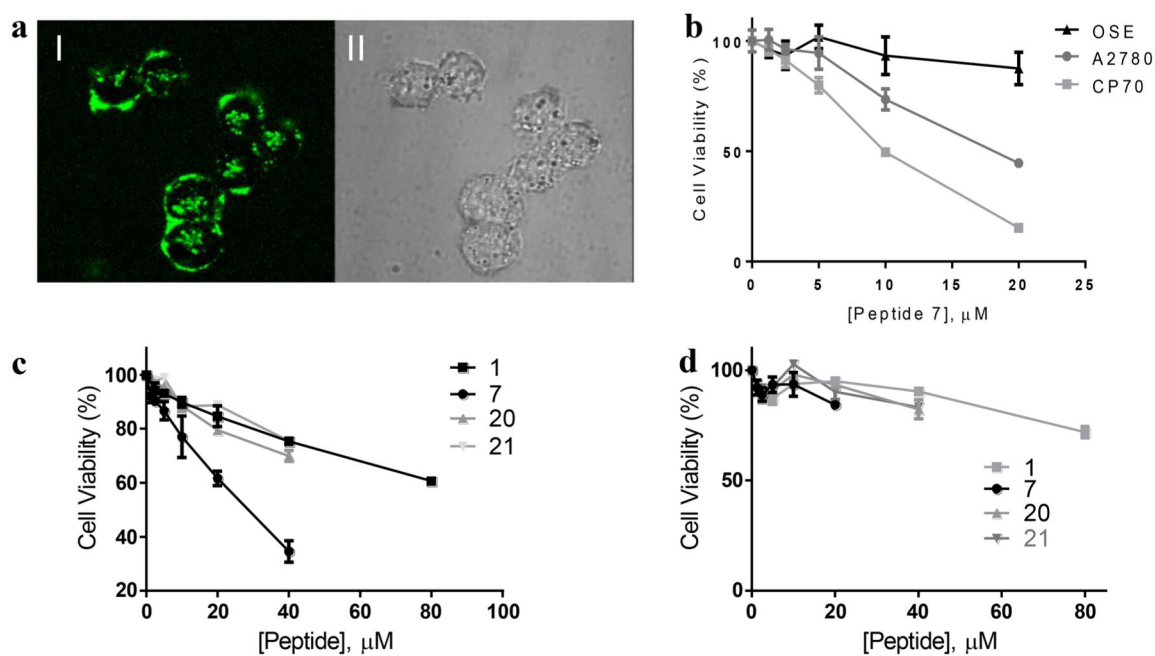 a
I
II
b
OSE
A2780
CP70
Cell Viability (%)
100
50
0
0 5 10 15 20 25
[Peptide 7], μM
c
1
7
20
21
Cell Viability (%)
100
80
60
40
20
0 20 40 60 80 100
[Peptide], μM
d
1
7
20
21
Cell Viability (%)
100
50
0
0 20 40 60 80
[Peptide], μM